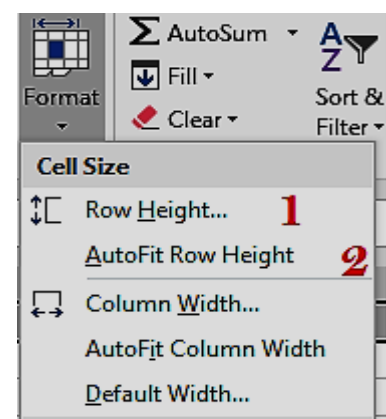 Format
AutoSum
Fill
Clear
A
Z
Sort &
Filter
Cell Size
Row Height...
1
AutoFit Row Height
2
Column Width...
AutoFit Column Width
Default Width...